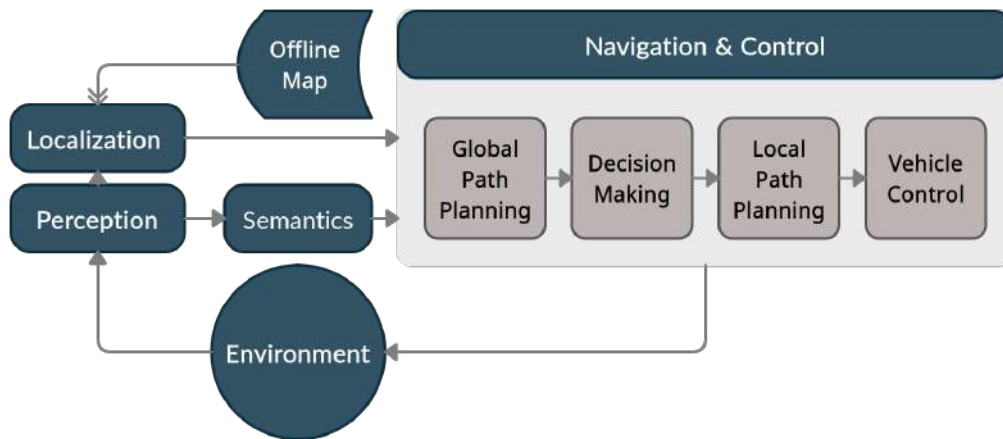 Offline
Map
Navigation & Control
Localization
Perception
Semantics
Global
Path
Planning
Decision
Making
Local
Path
Planning
Vehicle
Control
Environment